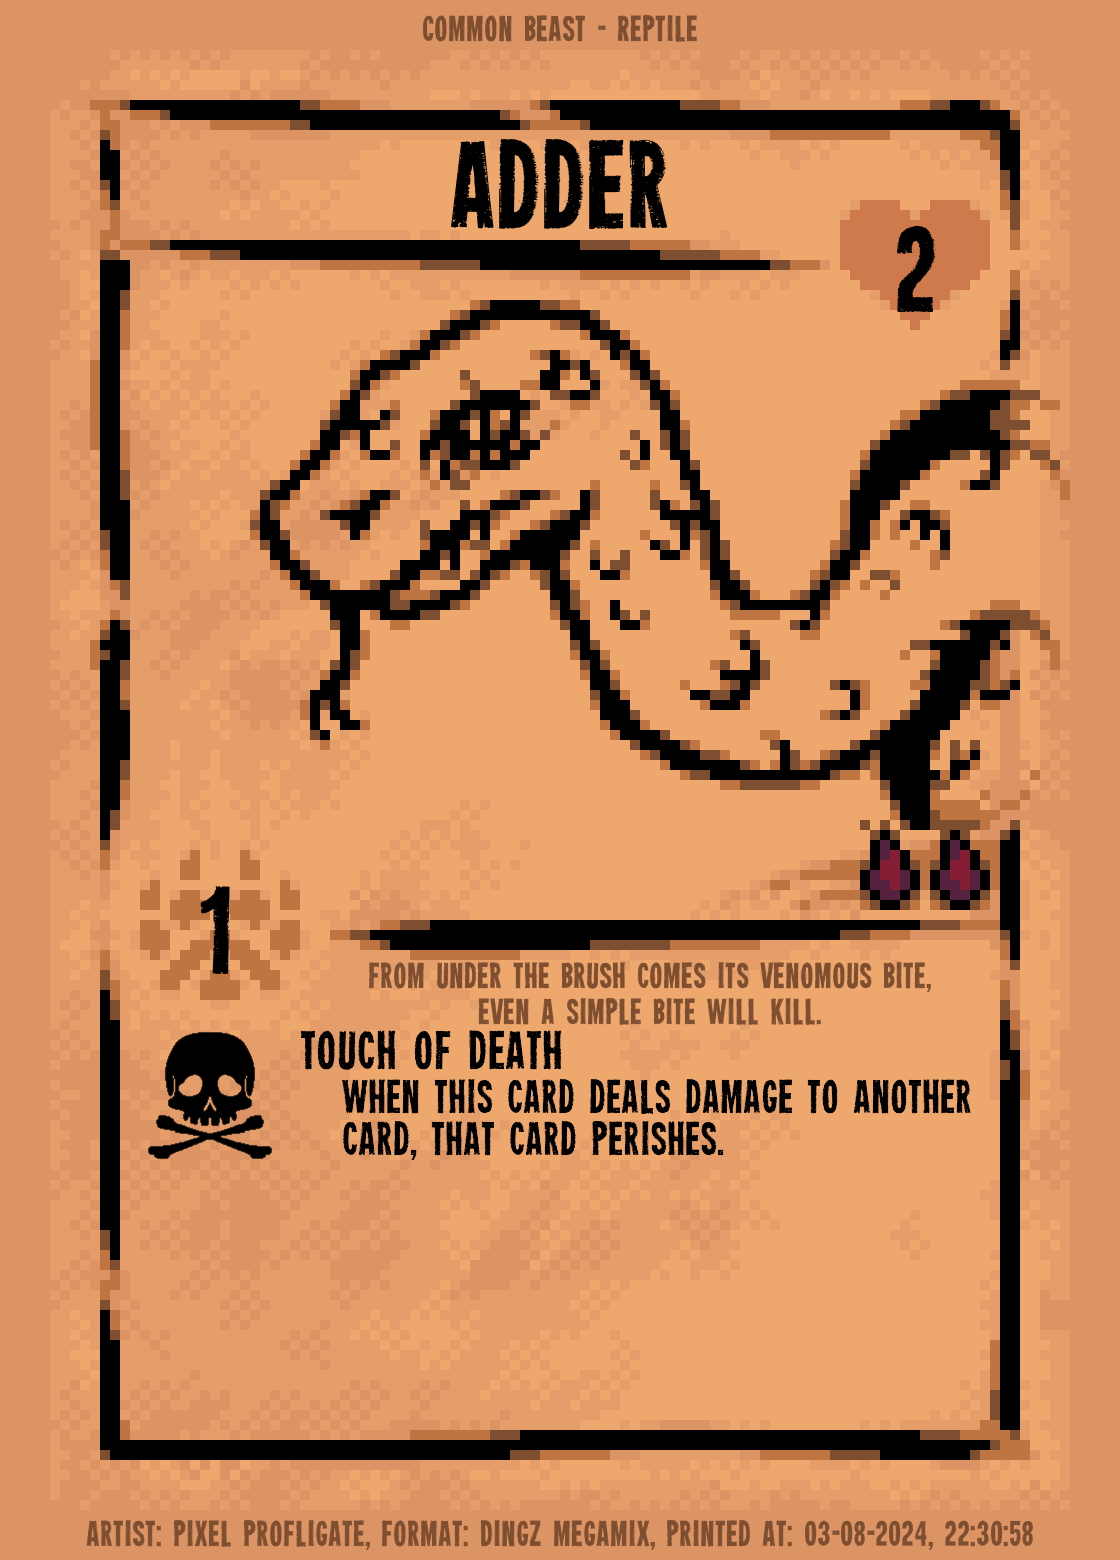 COMMON BEAST - REPTILE
ADDER
2
1
FROM UNDER THE BRUSH COMES ITS VENOMOUS BITE,
EVEN A SIMPLE BITE WILL KILL.
TOUCH OF DEATH
WHEN THIS CARD DEALS DAMAGE TO ANOTHER
CARD, THAT CARD PERISHES.
ARTIST: PIXEL PROFLIGATE, FORMAT: DINGZ MEGAMIX, PRINTED AT: 03-08-2024, 22:30:58